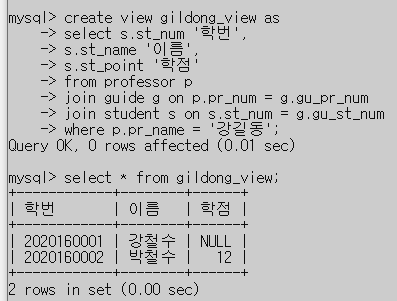 mysql> create view gildong_view as
    -> select s.st_num '학번',
    -> s.st_name '이름',
    -> s.st_point '학점'
    -> from professor p
    -> join guide g on p.pr_num = g.gu_pr_num
    -> join student s on s.st_num = g.gu_st_num
    -> where p.pr_name = '강길동';
Query OK, 0 rows affected (0.01 sec)
mysql> select * from gildong_view;
+------------+--------+------+
| 학번       | 이름   | 학점 |
+------------+--------+------+
| 2020160001 | 강철수 | NULL |
| 2020160002 | 박철수 |   12 |
+------------+--------+------+
2 rows in set (0.00 sec)